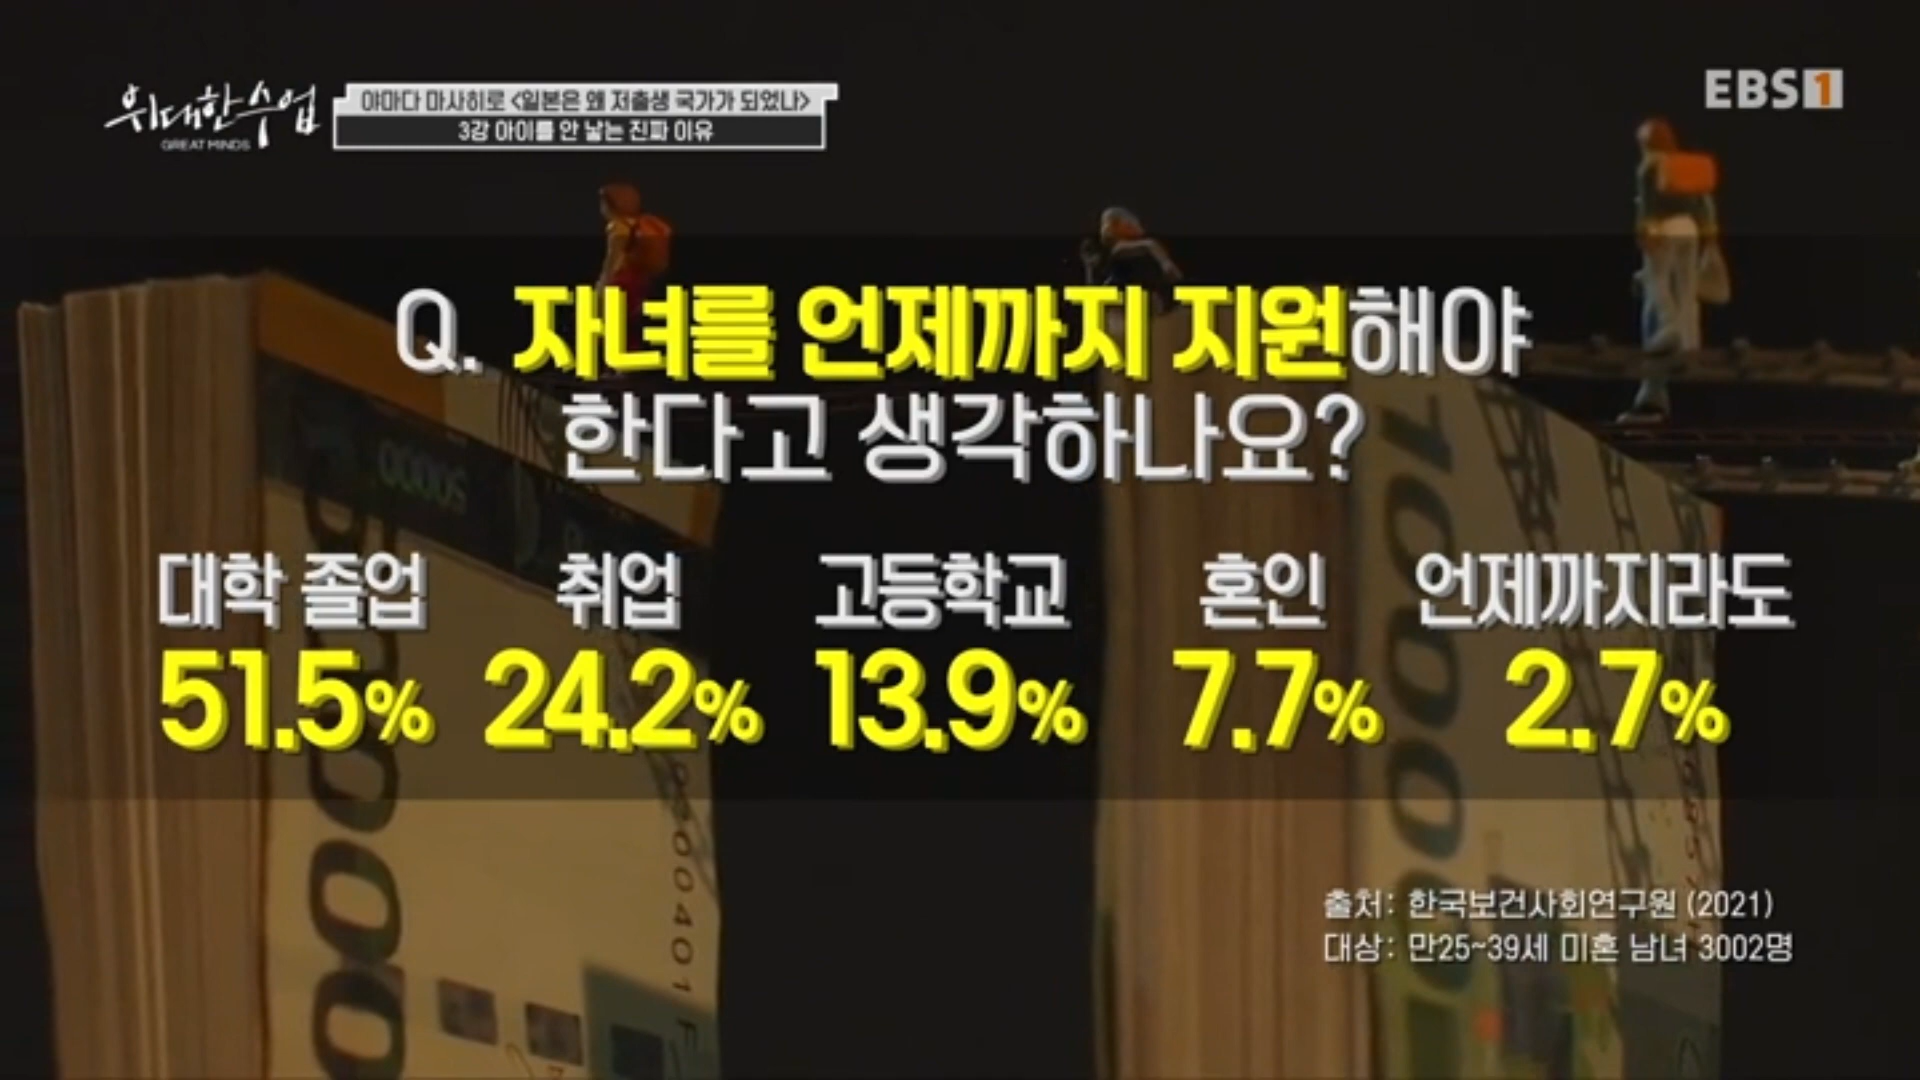 위대한 수업
GREAT MINDS
야마다 마사히로 <일본은 왜 저출생 국가가 되었나>
3강 아이를 안 낳는 진짜 이유
EBS1
Q. 자녀를 언제까지 지원해야
한다고 생각하나요?
대학 졸업 취업 고등학교 혼인 언제까지라도
51.5% 24.2% 13.9% 7.7% 2.7%
출처: 한국보건사회연구원 (2021)
대상: 만25~39세 미혼 남녀 3002명
50000
10000